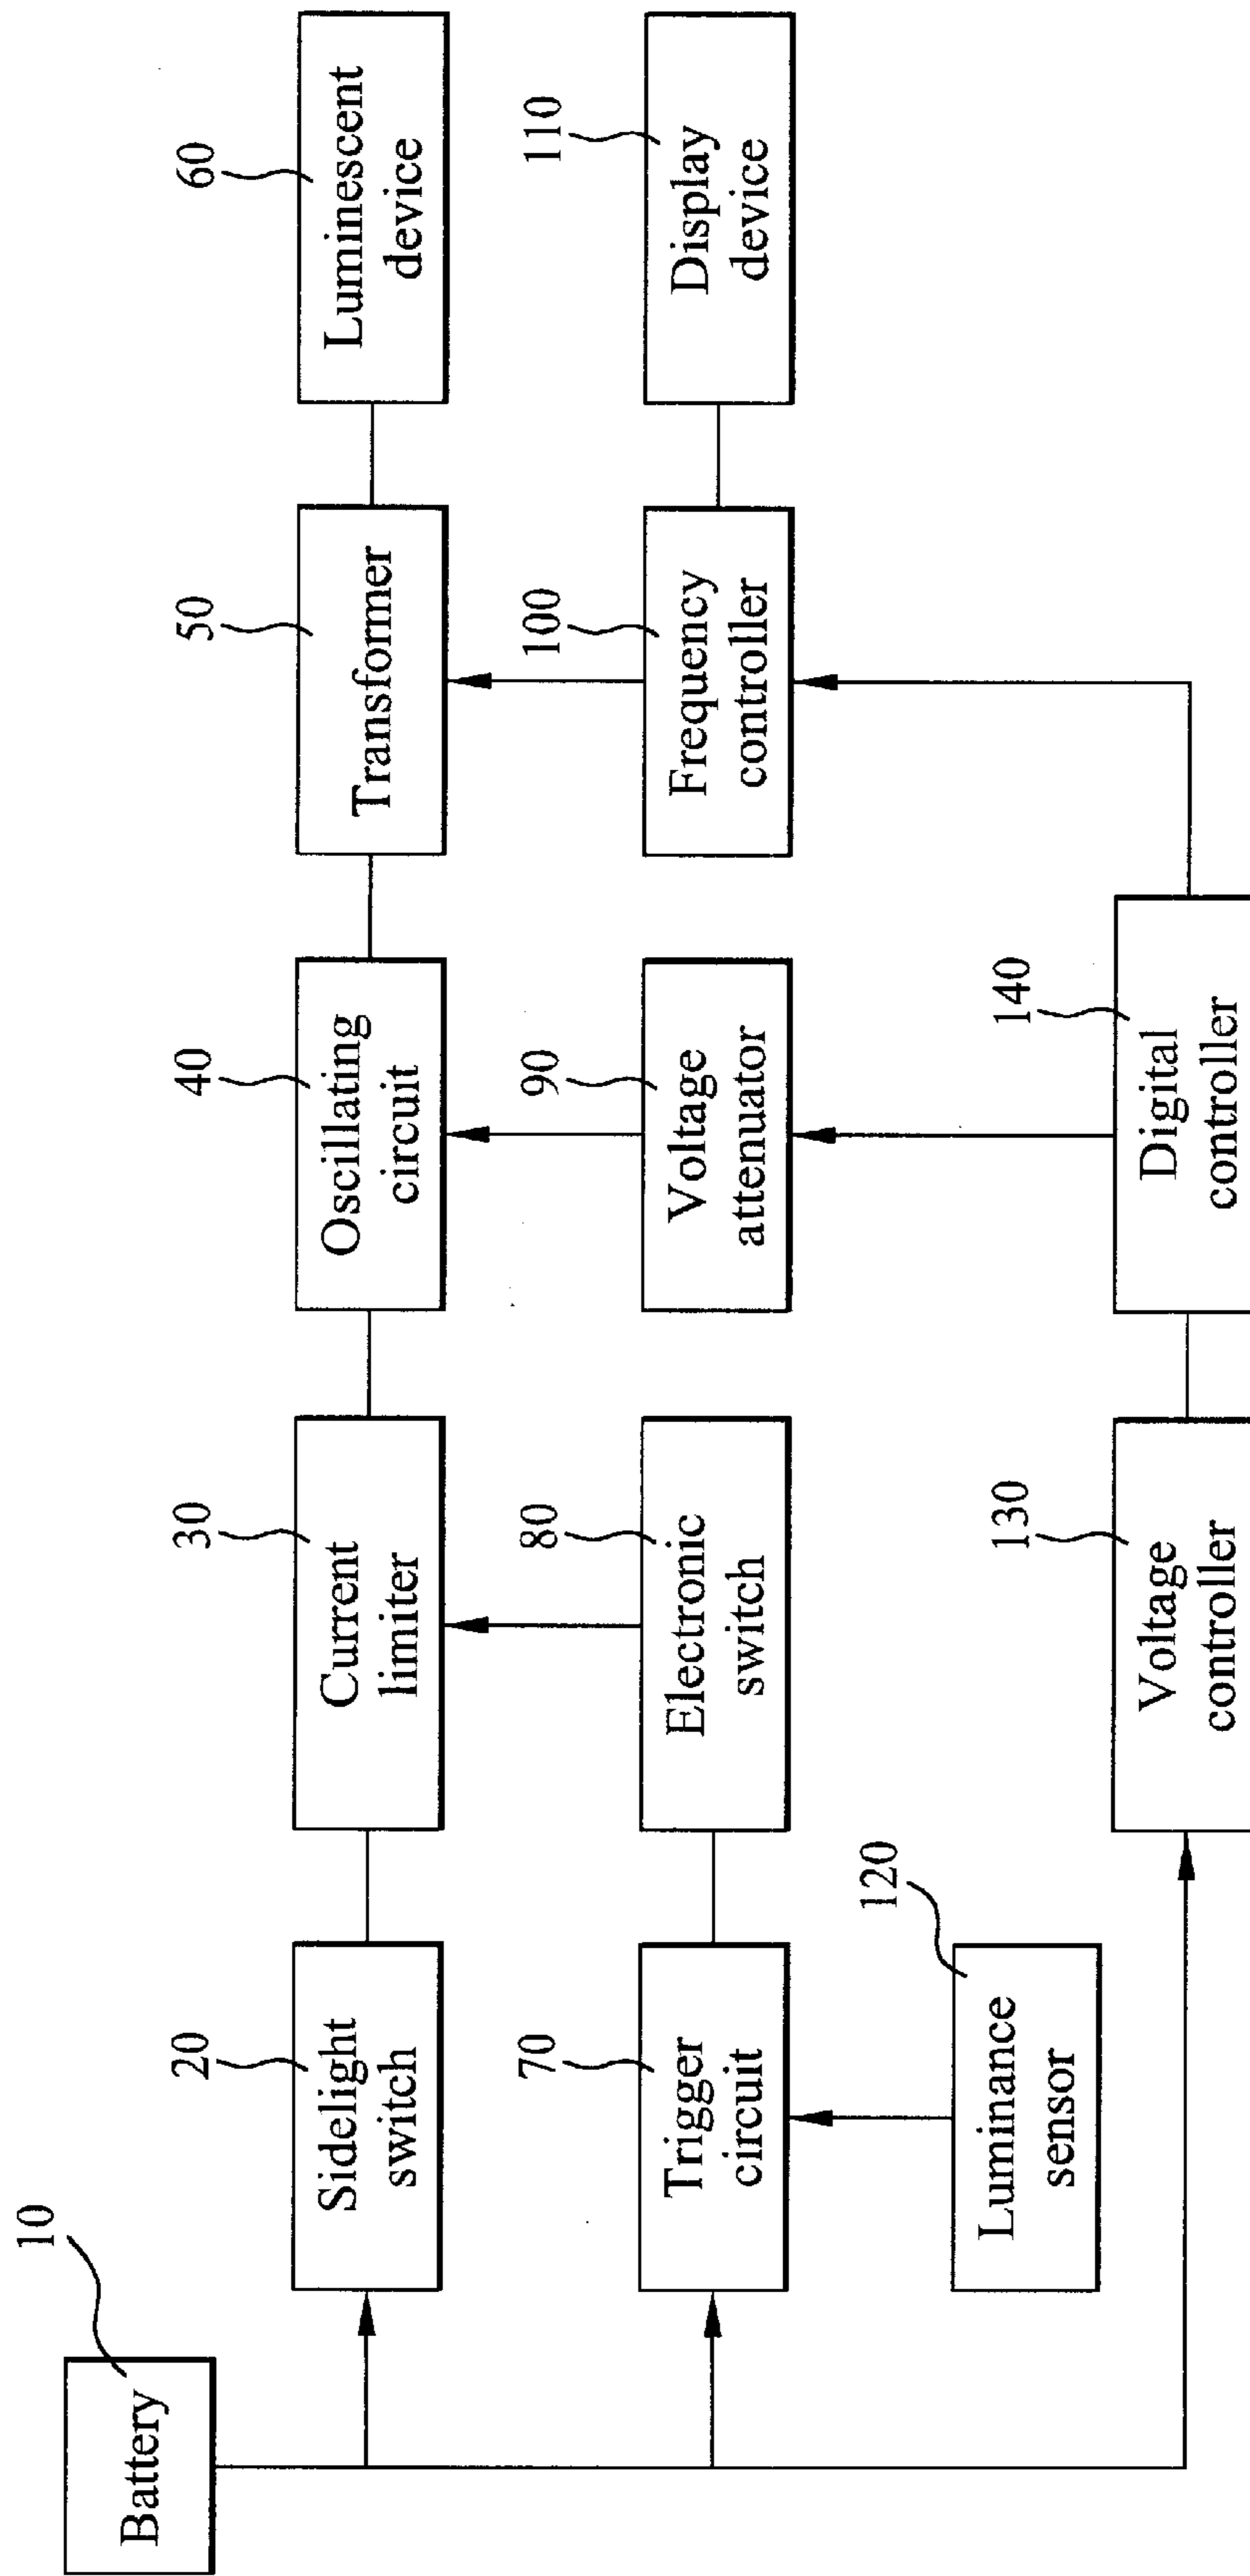 10
Battery
20
Sidelight
switch
30
Current
limiter
40
Oscillating
circuit
50
Transformer
60
Luminescent
device
70
Trigger
circuit
80
Electronic
switch
90
Voltage
attenuator
100
Frequency
controller
110
Display
device
120
Luminance
sensor
130
Voltage
controller
140
Digital
controller